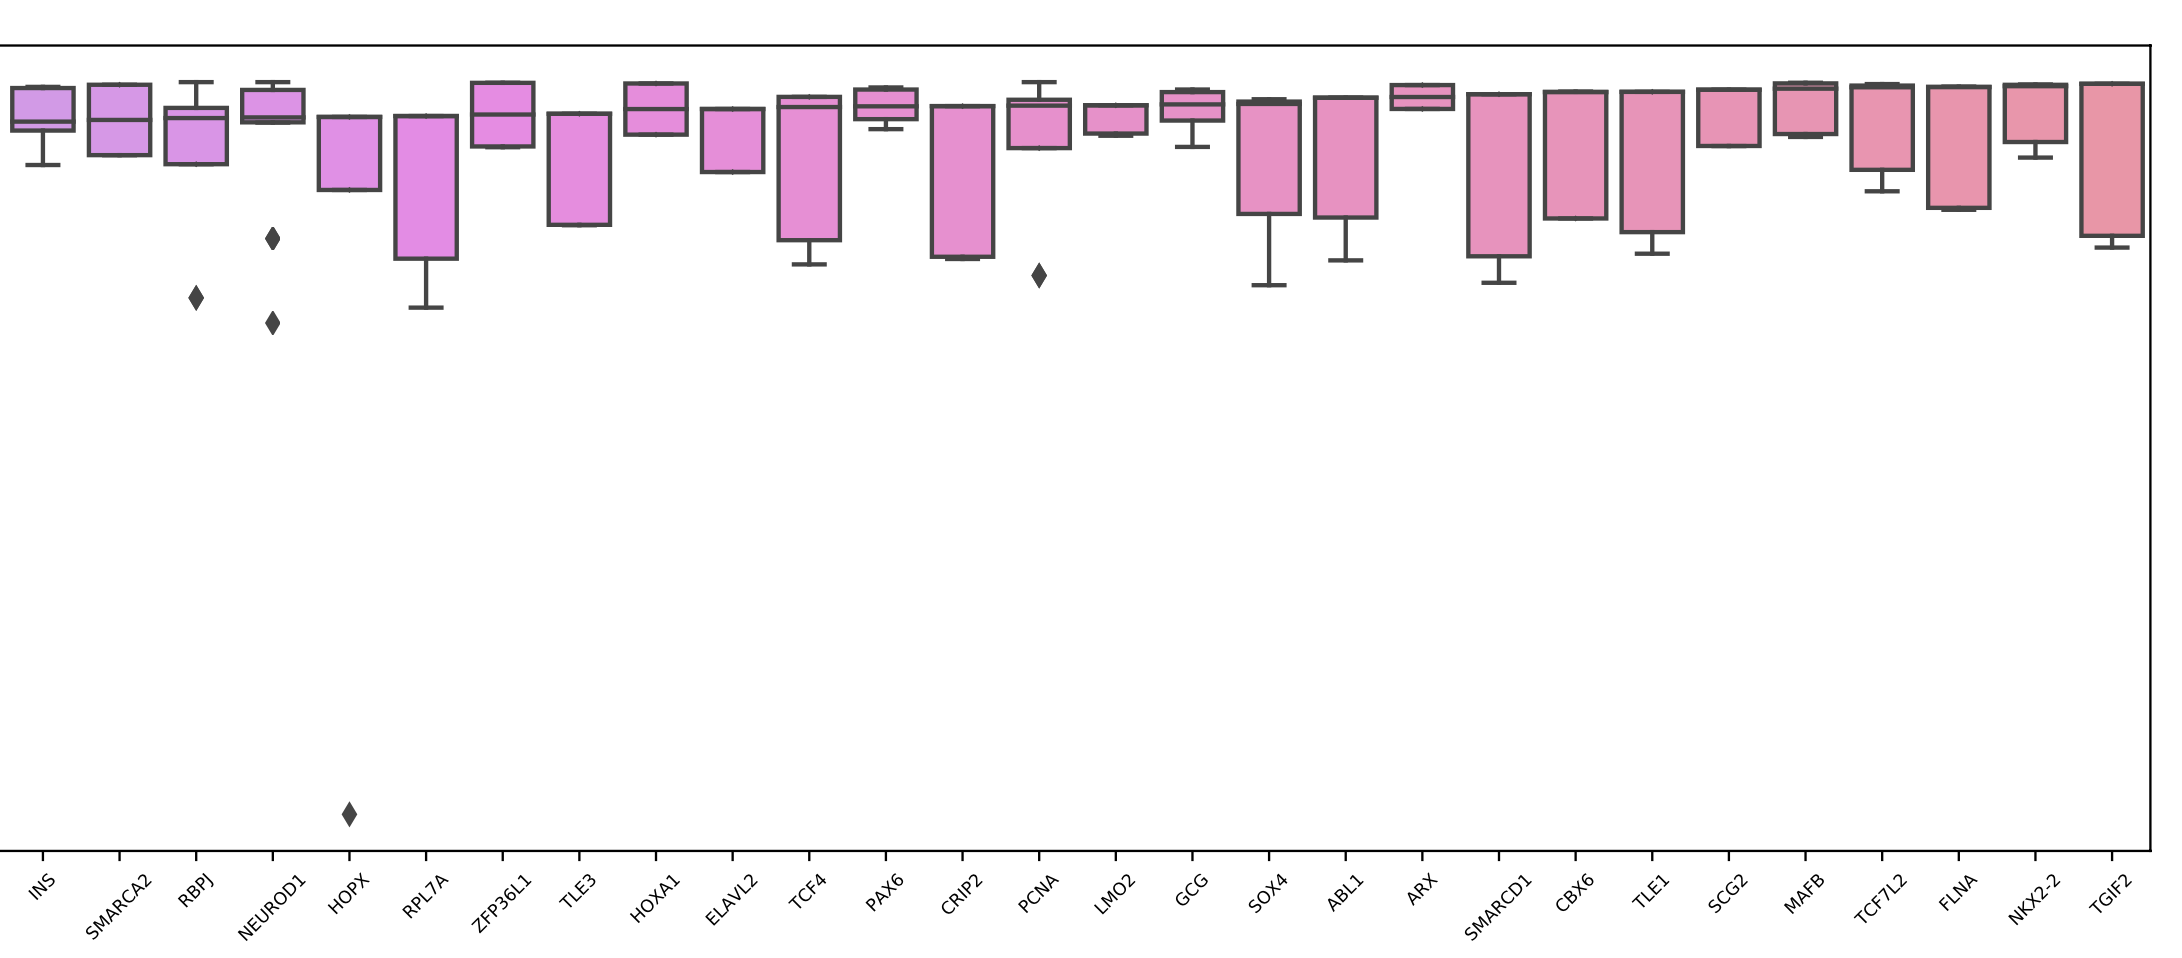 INS
SMARCA2
RBPJ
NEUROD1
HOPX
RPL7A
ZFP36L1
TLE3
HOXA1
ELAVL2
TCF4
PAX6
CRIP2
PCNA
LMO2
GCG
SOX4
ABL1
ARX
SMARCD1
CBX6
TLE1
SCG2
MAFB
TCF7L2
FLNA
NKX2-2
TGIF2